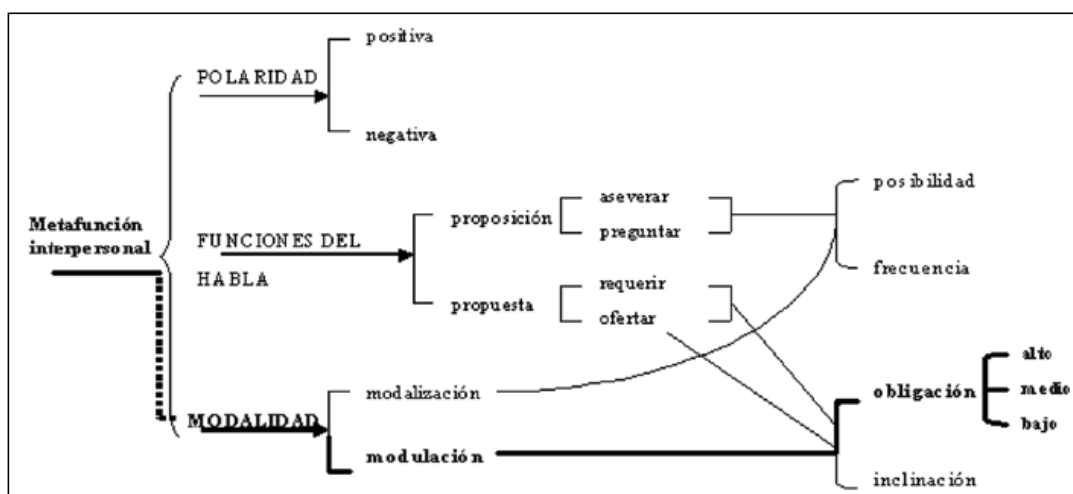 positiva
POLARIDAD
negativa
posibilidad
aseverar
proposición
preguntar
Metafunción
interpersonal
FUNCIONES DEL
HABLA
frecuencia
requerir
propuesta
ofertar
alto
modalización
obligación
medio
MODALIDAD
bajo
modulación
inclinación